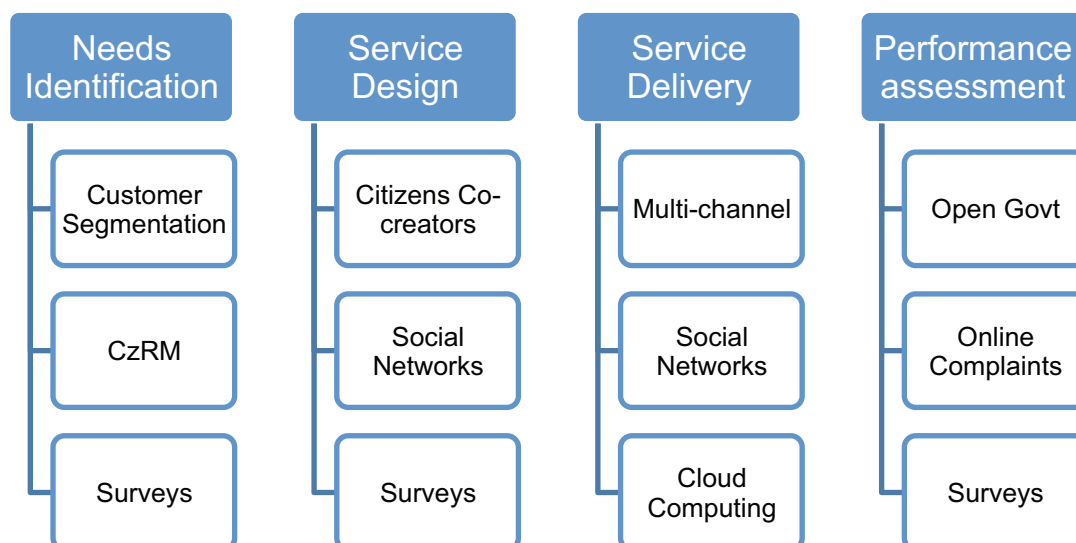 Needs
Identification
Customer
Segmentation
CzRM
Surveys
Service
Design
Citizens Co-
creators
Social
Networks
Surveys
Service
Delivery
Multi-channel
Social
Networks
Cloud
Computing
Performance
assessment
Open Govt
Online
Complaints
Surveys